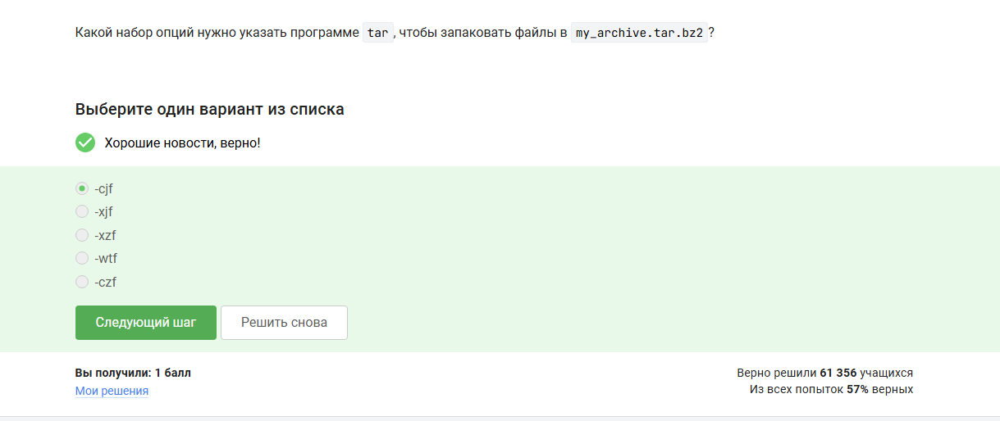 Какой набор опций нужно указать программе tar, чтобы запаковать файлы в my_archive.tar.bz2?
Выберите один вариант из списка
Хорошие новости, верно!
-cjf
-xjf
-xzf
-wtf
-czf
Следующий шаг Решить снова
Вы получили: 1 балл
Мои решения
Верно решили 61 356 учащихся
Из всех попыток 57% верных